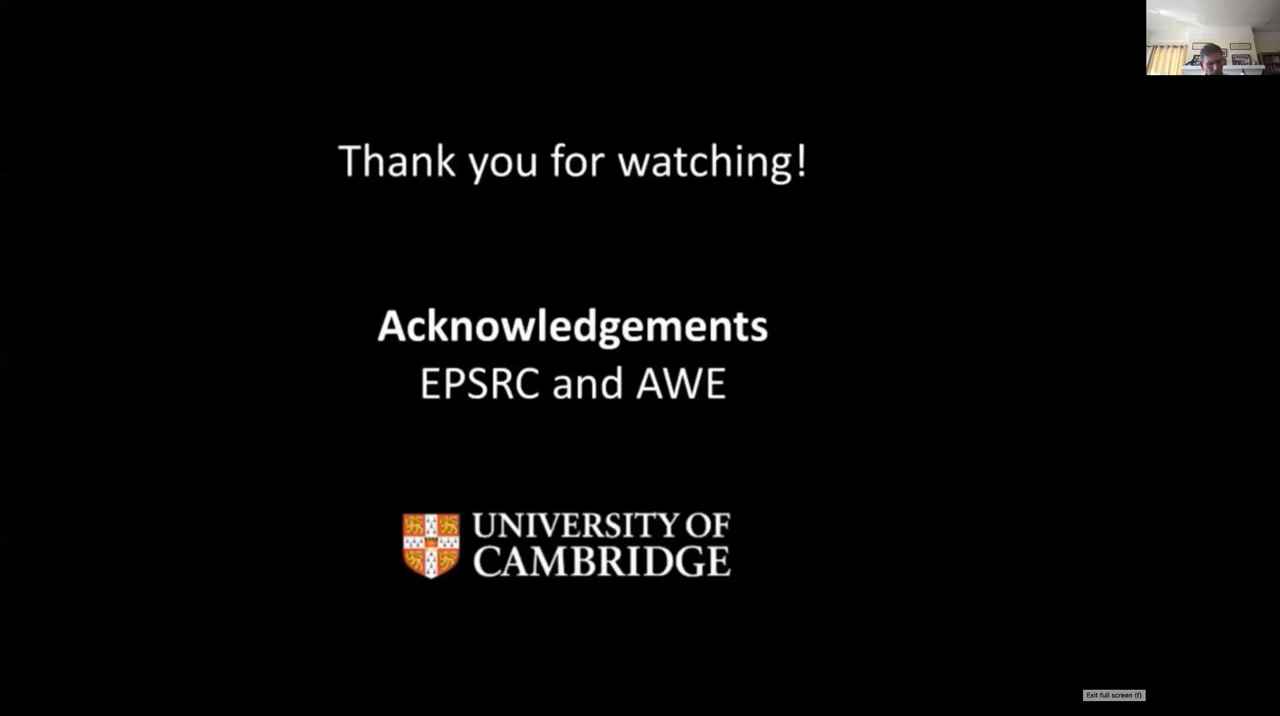 Thank you for watching!
Acknowledgements
EPSRC and AWE
UNIVERSITY OF
CAMBRIDGE
Exit full screen (f)